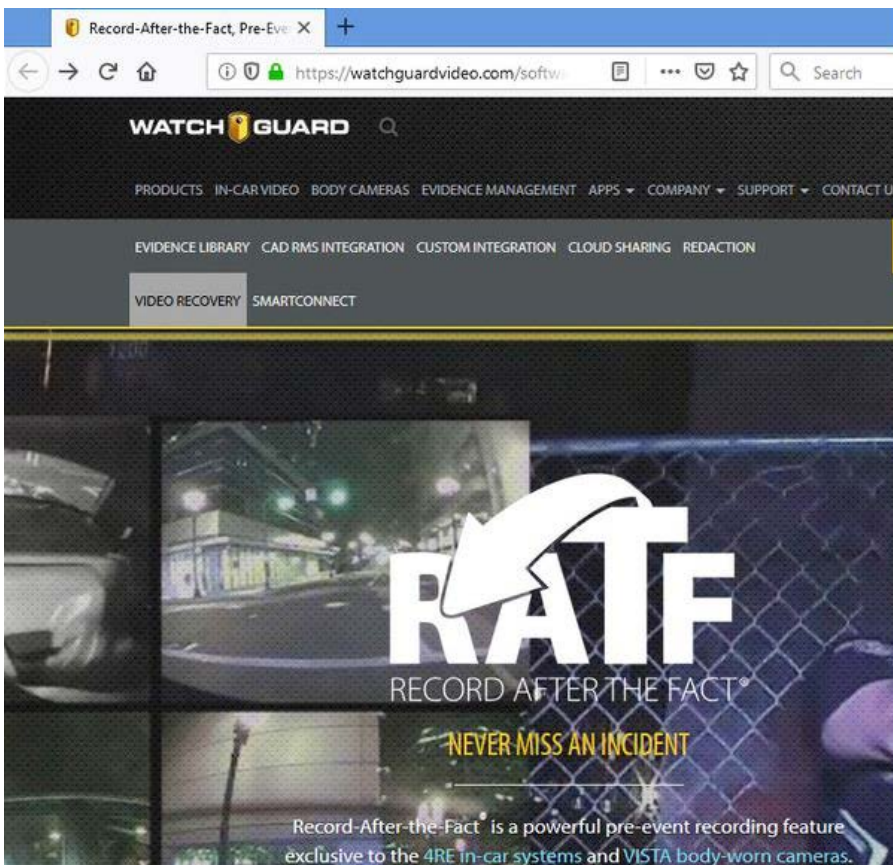 Record-After-the-Fact, Pre-Eve
https://watchguardvideo.com/softw
Search
WATCH GUARD
PRODUCTS IN-CAR VIDEO BODY CAMERAS EVIDENCE MANAGEMENT APPS COMPANY SUPPORT CONTACT U
EVIDENCE LIBRARY CAD RMS INTEGRATION CUSTOM INTEGRATION CLOUD SHARING REDACTION
VIDEO RECOVERY SMARTCONNECT
RATF
RECORD AFTER THE FACT®
NEVER MISS AN INCIDENT
Record-After-the-Fact® is a powerful pre-event recording feature
exclusive to the 4RE in-car systems and VISTA body-worn cameras.